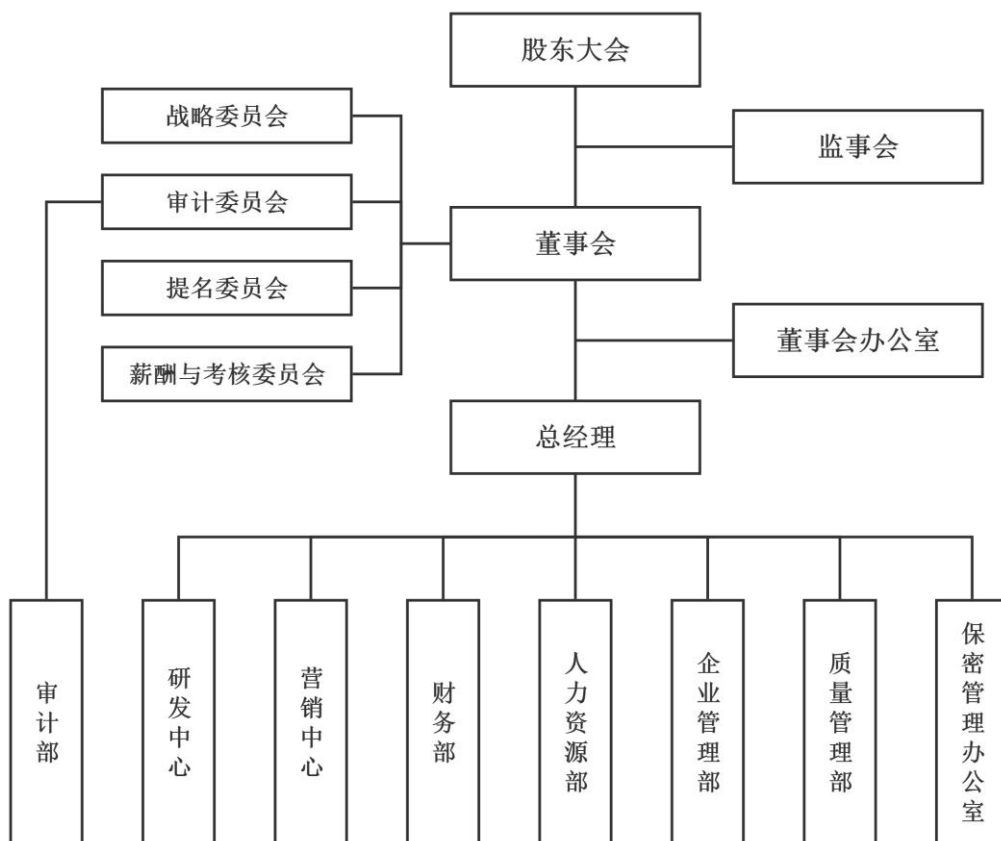 股东大会
战略委员会
监事会
审计委员会
董事会
提名委员会
董事会办公室
薪酬与考核委员会
总经理
审计部
研发中心
营销中心
财务部
人力资源部
企业管理部
质量管理部
保密管理办公室